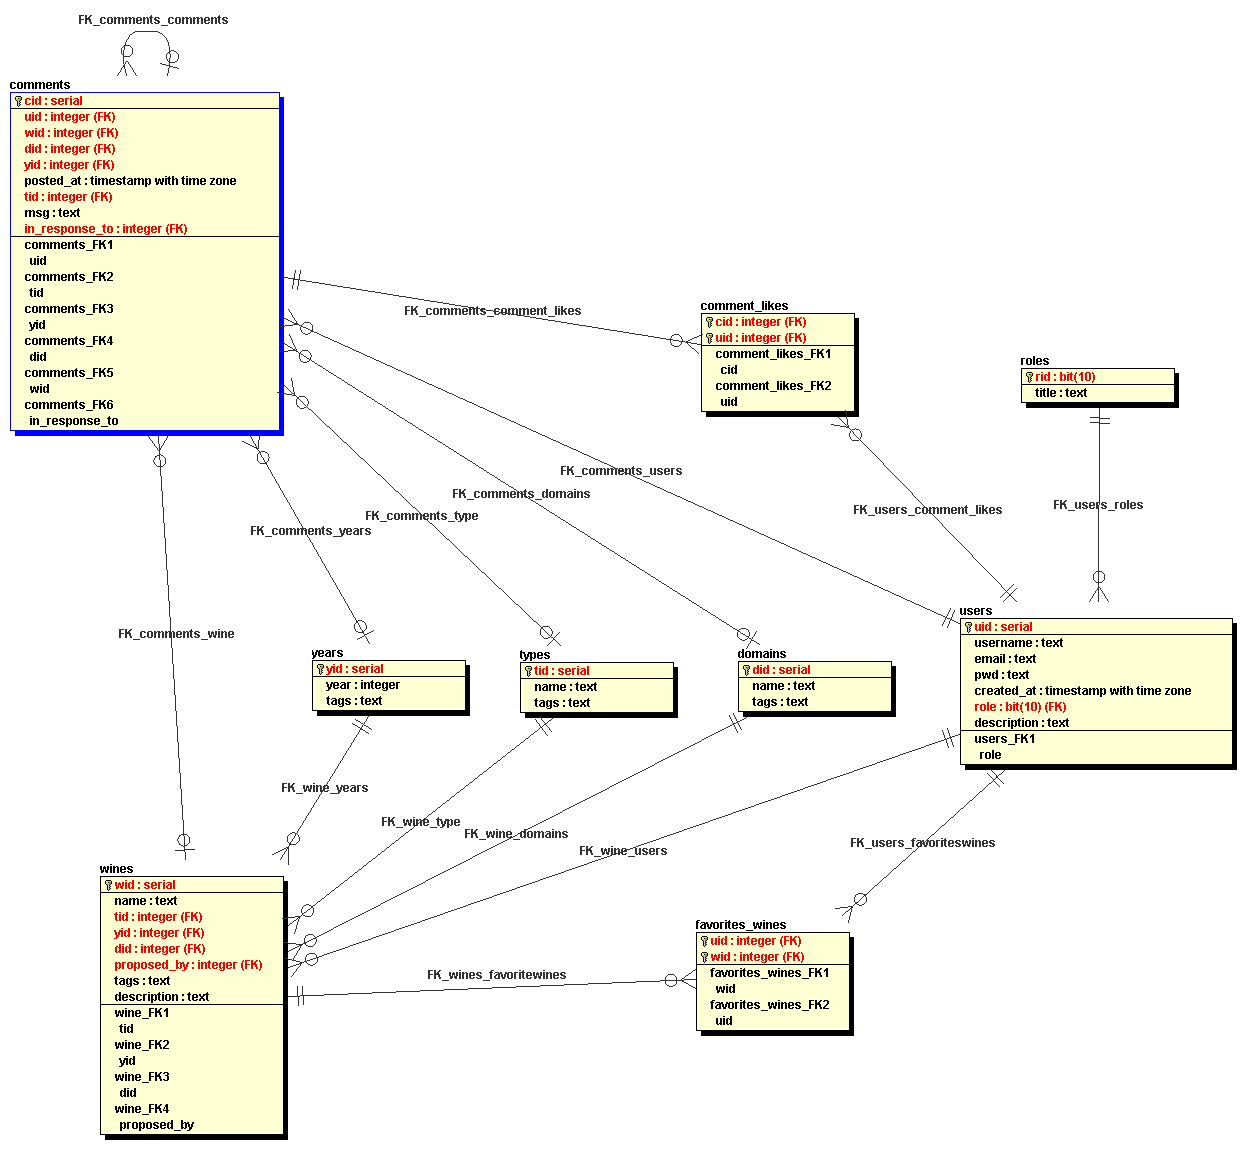 FK_comments_comments
comments
cid : serial
uid : integer (FK)
wid : integer (FK)
did : integer (FK)
yid : integer (FK)
posted_at : timestamp with time zone
tid : integer (FK)
msg : text
in_response_to : integer (FK)
comments_FK1
uid
comments_FK2
tid
comments_FK3
yid
comments_FK4
did
comments_FK5
wid
comments_FK6
in_response_to
FK_comments_comment_likes
comment_likes
cid : integer (FK)
uid : integer (FK)
comment_likes_FK1
cid
comment_likes_FK2
uid
roles
rid : bit(10)
title : text
FK_comments_users
FK_comments_domains
FK_comments_type
FK_comments_years
FK_users_comment_likes
FK_users_roles
FK_comments_wine
years
yid : serial
year : integer
tags : text
types
tid : serial
name : text
tags : text
domains
did : serial
name : text
tags : text
users
uid : serial
username : text
email : text
pwd : text
created_at : timestamp with time zone
role : bit(10) (FK)
description : text
users_FK1
role
FK_wine_years
FK_wine_type
FK_wine_domains
FK_wine_users
FK_users_favoriteswines
wines
wid : serial
name : text
tid : integer (FK)
yid : integer (FK)
did : integer (FK)
proposed_by : integer (FK)
tags : text
description : text
wine_FK1
tid
wine_FK2
yid
wine_FK3
did
wine_FK4
proposed_by
FK_wines_favoritewines
favorites_wines
uid : integer (FK)
wid : integer (FK)
favorites_wines_FK1
wid
favorites_wines_FK2
uid